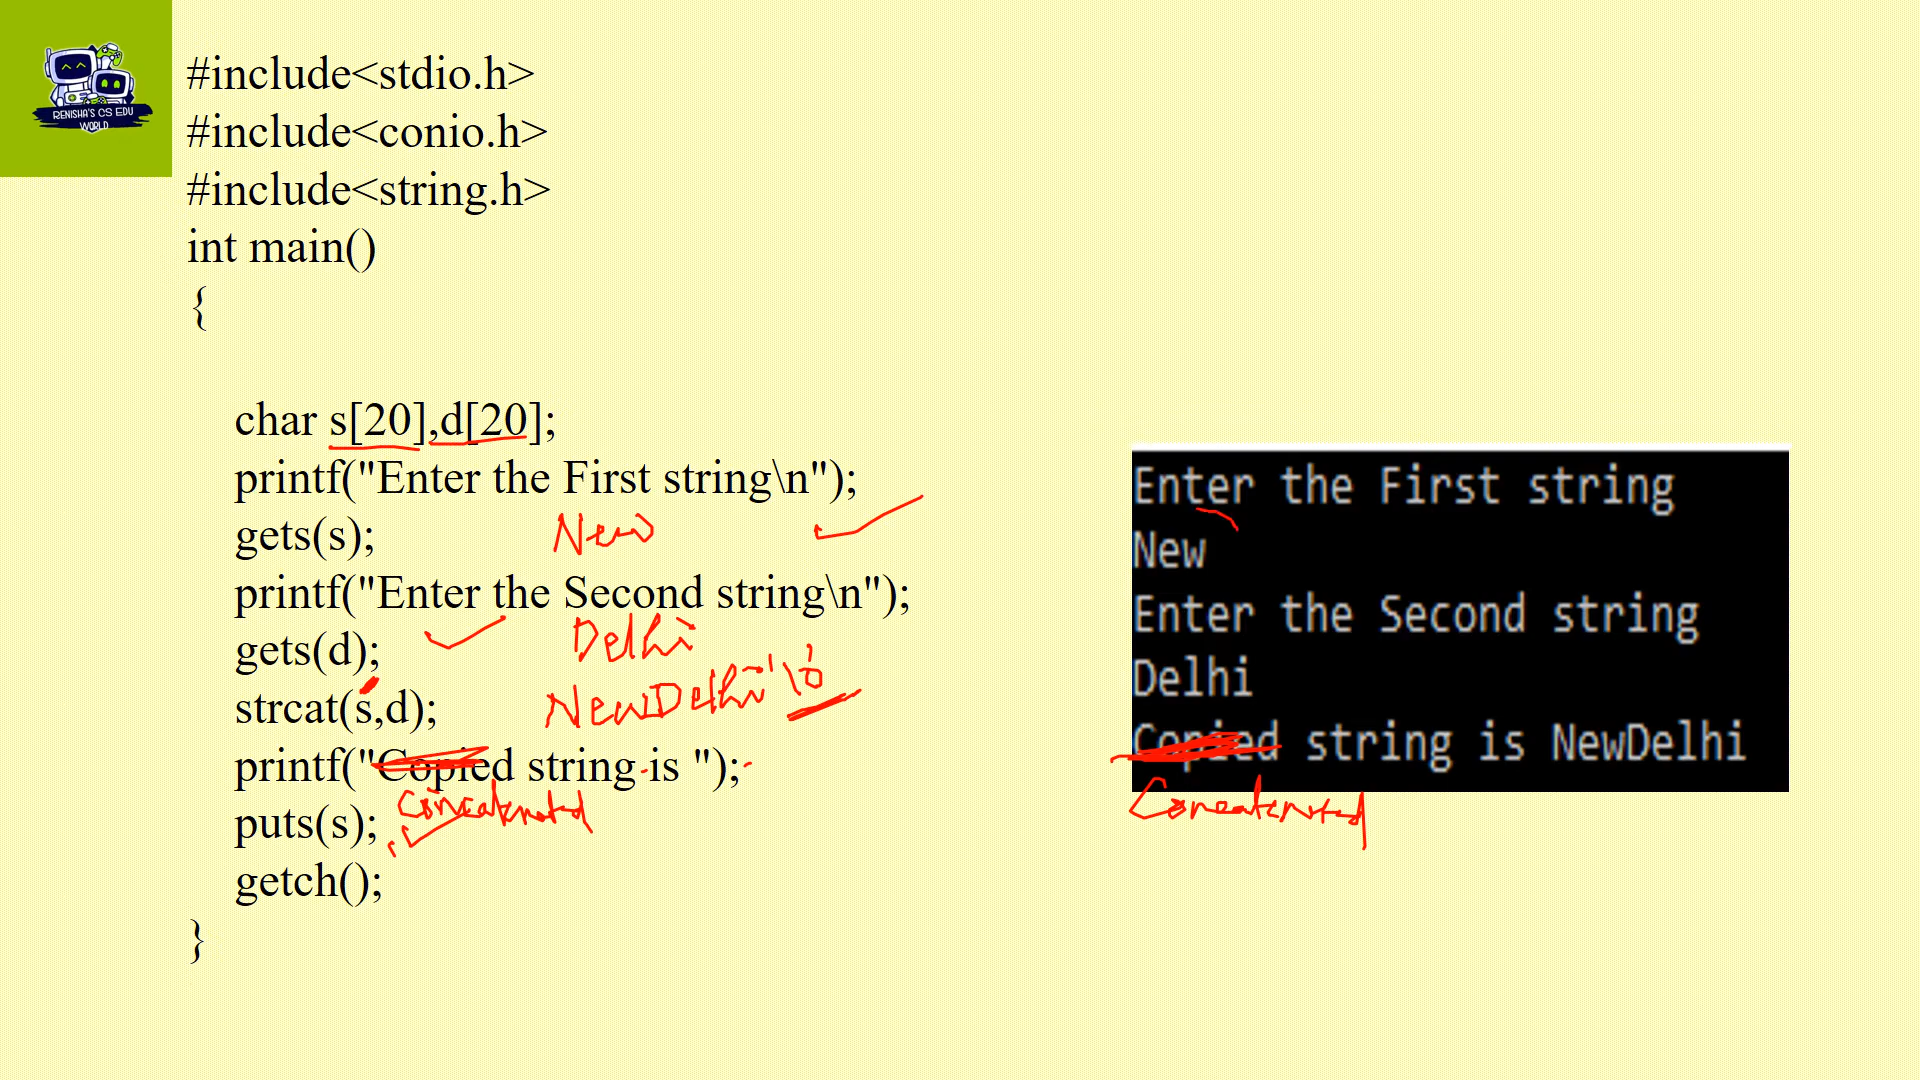 RENISHA'S CS EDU
WORLD
#include<stdio.h>
#include<conio.h>
#include<string.h>
int main()
{
char s[20],d[20];
printf("Enter the First string\n");
gets(s);
New
printf("Enter the Second string\n");
gets(d);
Delhi
strcat(s,d);
NewDelhi'\0'
printf("Copied string is ");
Concatenated
puts(s);
getch();
}
Enter the First string
New
Enter the Second string
Delhi
Copied string is NewDelhi
Concatenated